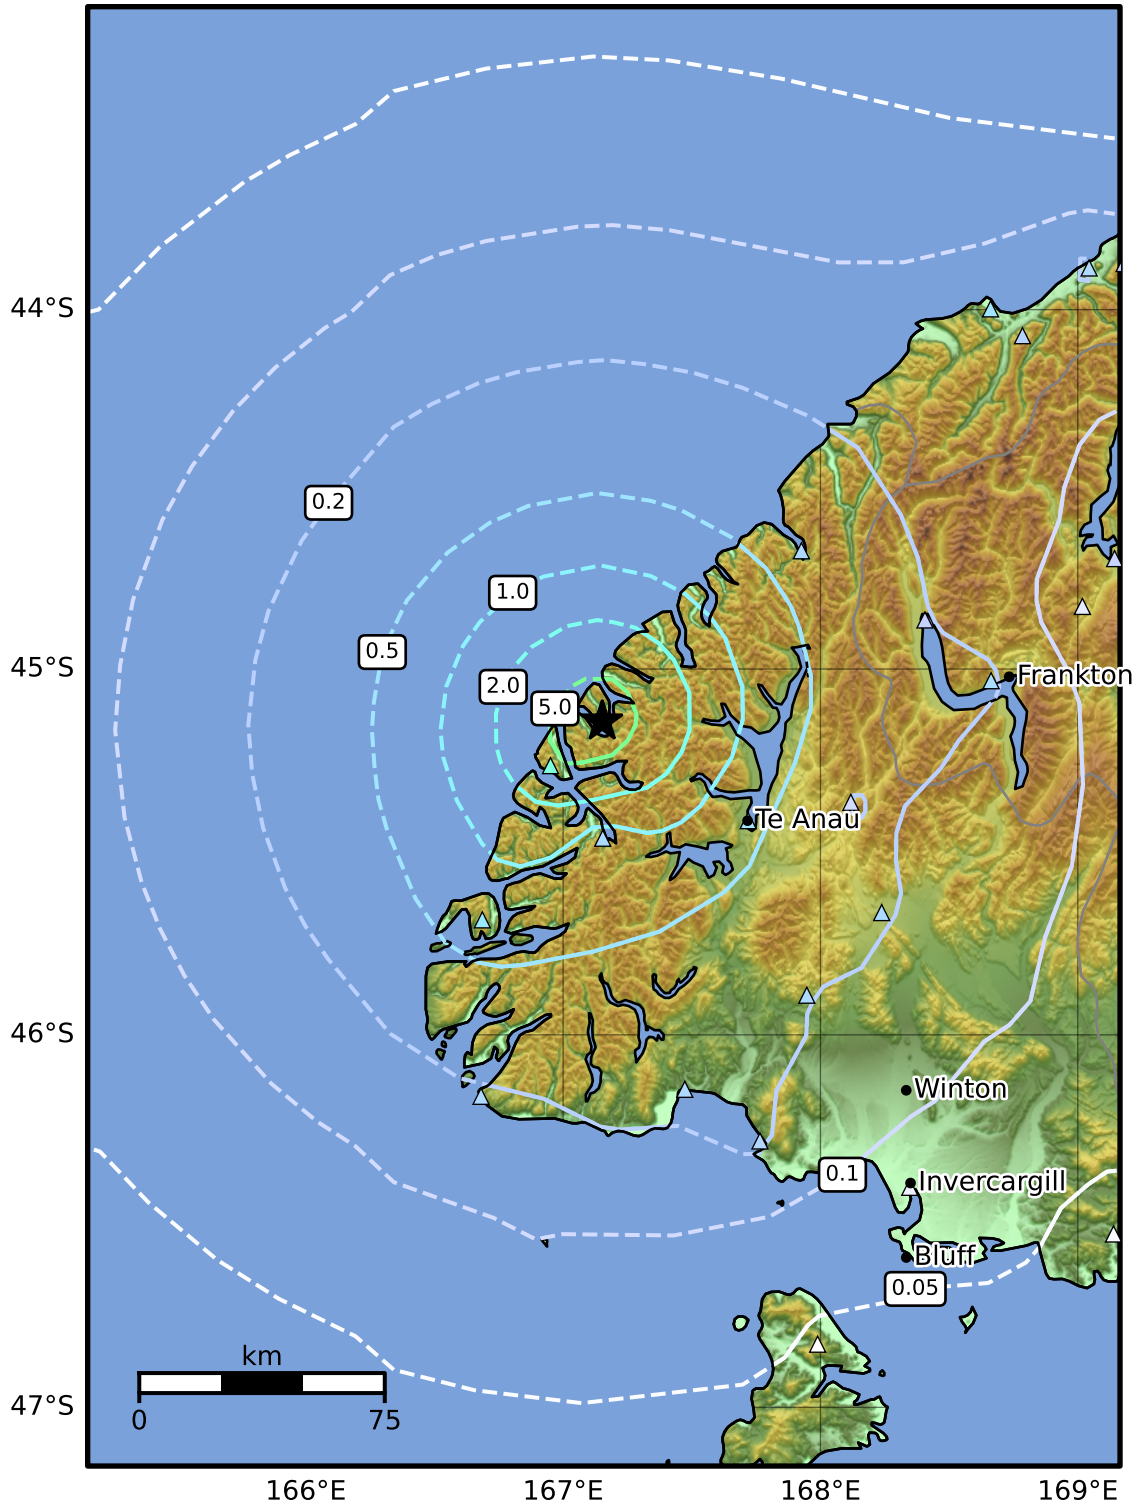 44°S
0.2
1.0
0.5
45°S
Frankton
2.0
5.0
Te Anau
46°S
Winton
0.1
Invercargill
Bluff
0.05
km
47°S
0 75
166°E 167°E 168°E 169°E